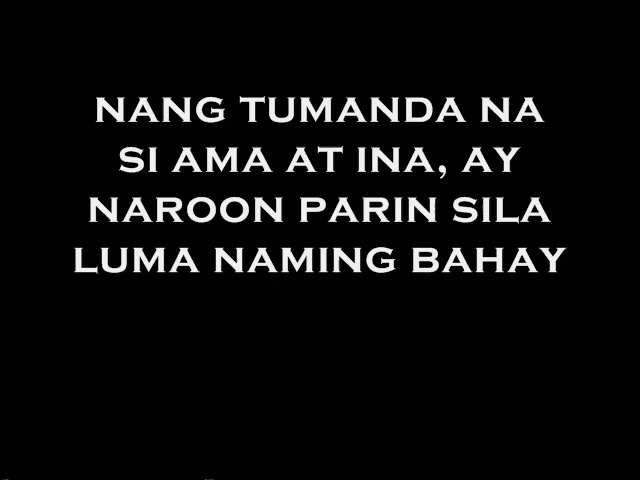 NANG TUMANDA NA
SI AMA AT INA, AY
NAROON PARIN SILA
LUMA NAMING BAHAY